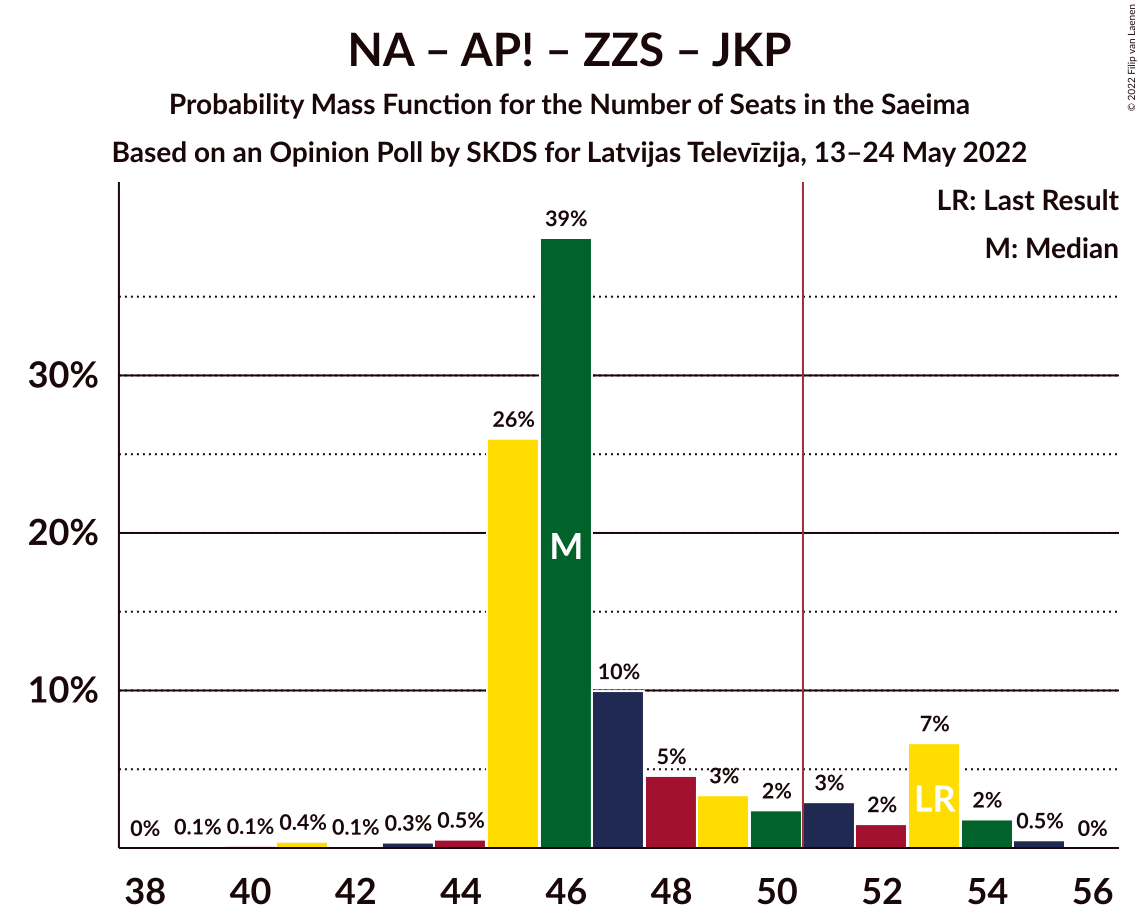 NA – AP! – ZZS – JKP
Probability Mass Function for the Number of Seats in the Saeima
Based on an Opinion Poll by SKDS for Latvijas Televīzija, 13–24 May 2022
© 2022 Filip van Laenen
LR: Last Result
M: Median
30%
20%
10%
0% 0.1% 0.1% 0.4% 0.1% 0.3% 0.5% 26% 39% 10% 5% 3% 2% 3% 2% 7% 2% 0.5% 0%
M
LR
38 40 42 44 46 48 50 52 54 56